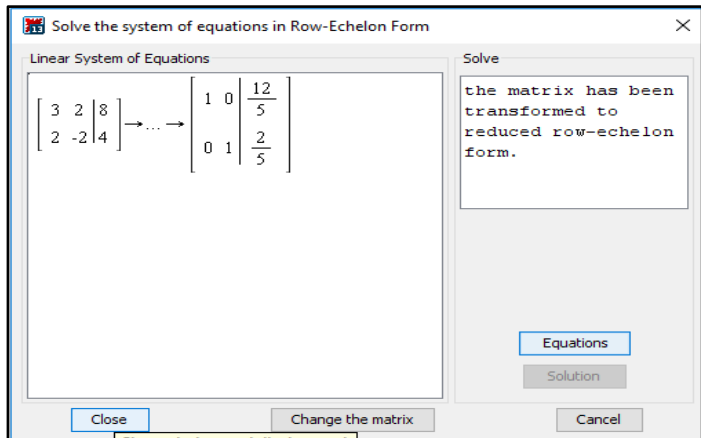 Solve the system of equations in Row-Echelon Form
Linear System of Equations
Solve
[ 3 2 | 8 ] →...→ [ 1 0 | 12/5 ]
[ 2 -2 | 4 ] [ 0 1 | 2/5 ]
the matrix has been
transformed to
reduced row-echelon
form.
Equations
Solution
Close
Change the matrix
Cancel